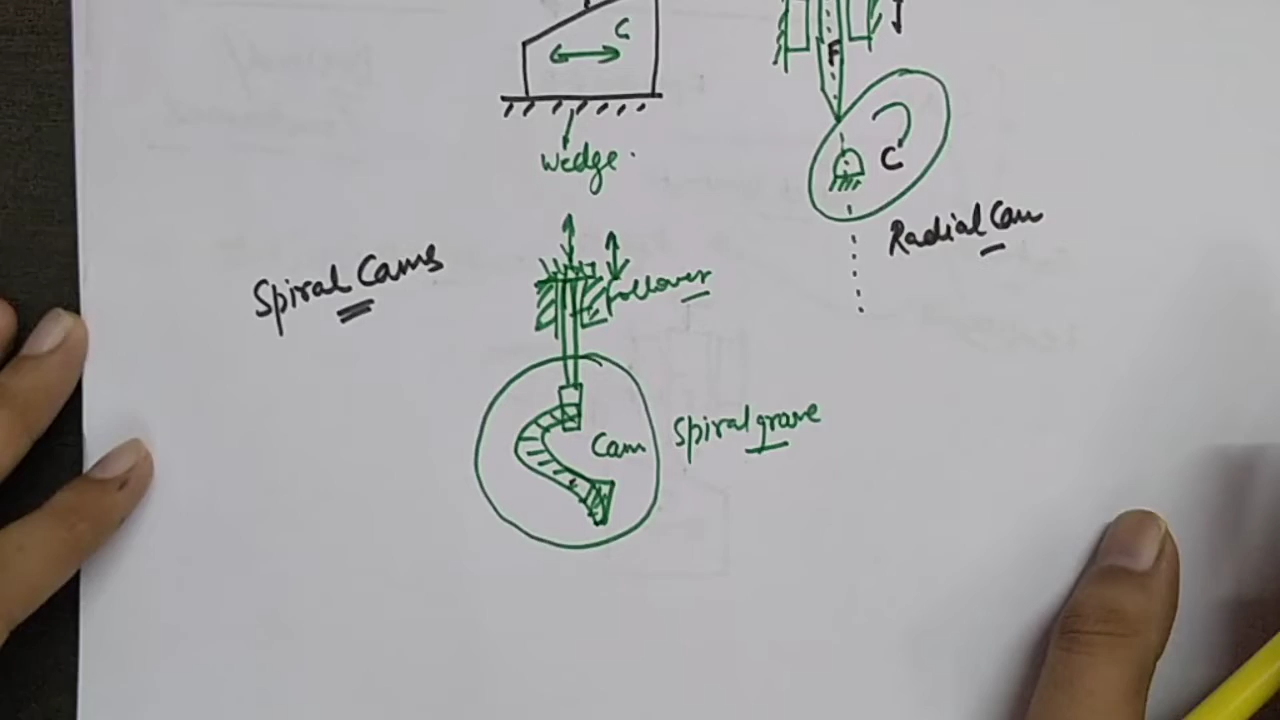 C
F
Wedge.
C
Radial Cam
Spiral Cams
follower
Cam
Spiral grove